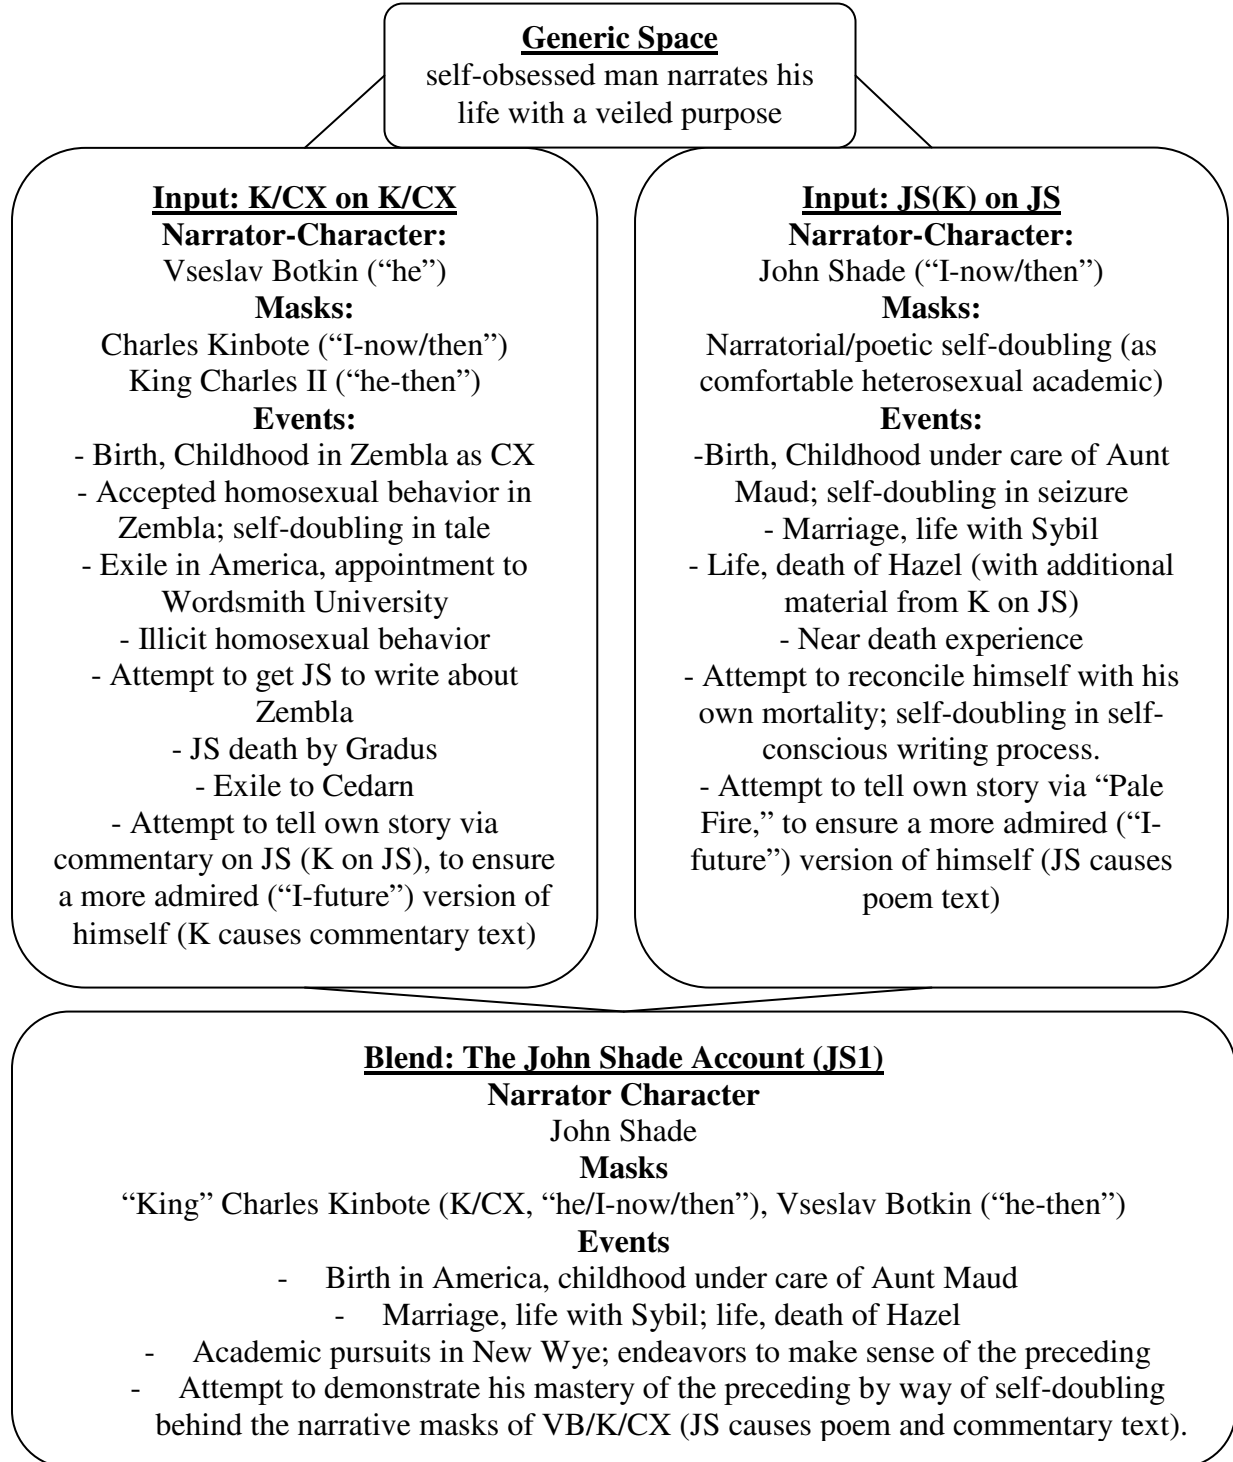 Generic Space
self-obsessed man narrates his
life with a veiled purpose
Input: K/CX on K/CX
Narrator-Character:
Vseslav Botkin (“he”)
Masks:
Charles Kinbote (“I-now/then”)
King Charles II (“he-then”)
Events:
- Birth, Childhood in Zembla as CX
- Accepted homosexual behavior in
Zembla; self-doubling in tale
- Exile in America, appointment to
Wordsmith University
- Illicit homosexual behavior
- Attempt to get JS to write about
Zembla
- JS death by Gradus
- Exile to Cedarn
- Attempt to tell own story via
commentary on JS (K on JS), to ensure
a more admired (“I-future”) version of
himself (K causes commentary text)
Input: JS(K) on JS
Narrator-Character:
John Shade (“I-now/then”)
Masks:
Narratorial/poetic self-doubling (as
comfortable heterosexual academic)
Events:
-Birth, Childhood under care of Aunt
Maud; self-doubling in seizure
- Marriage, life with Sybil
- Life, death of Hazel (with additional
material from K on JS)
- Near death experience
- Attempt to reconcile himself with his
own mortality; self-doubling in self-
conscious writing process.
- Attempt to tell own story via “Pale
Fire,” to ensure a more admired (“I-
future”) version of himself (JS causes
poem text)
Blend: The John Shade Account (JS1)
Narrator Character
John Shade
Masks
“King” Charles Kinbote (K/CX, “he/I-now/then”), Vseslav Botkin (“he-then”)
Events
- Birth in America, childhood under care of Aunt Maud
- Marriage, life with Sybil; life, death of Hazel
- Academic pursuits in New Wye; endeavors to make sense of the preceding
- Attempt to demonstrate his mastery of the preceding by way of self-doubling
behind the narrative masks of VB/K/CX (JS causes poem and commentary text).